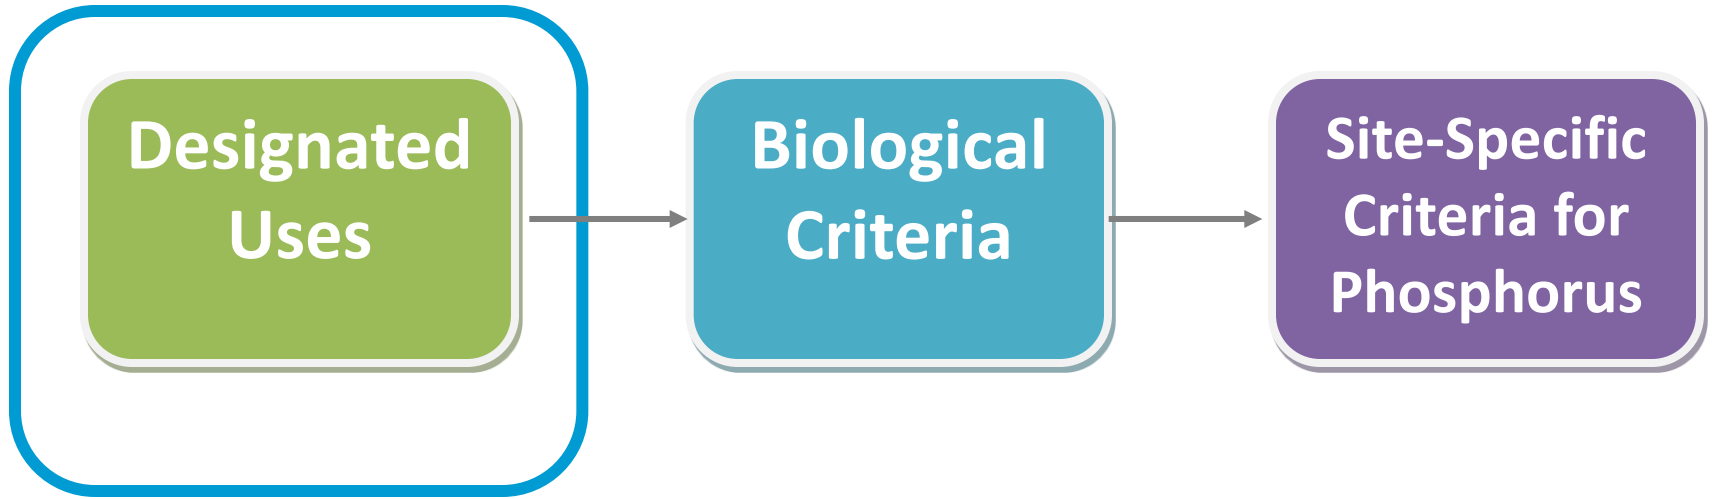 Designated
Uses
Biological
Criteria
Site-Specific
Criteria for
Phosphorus